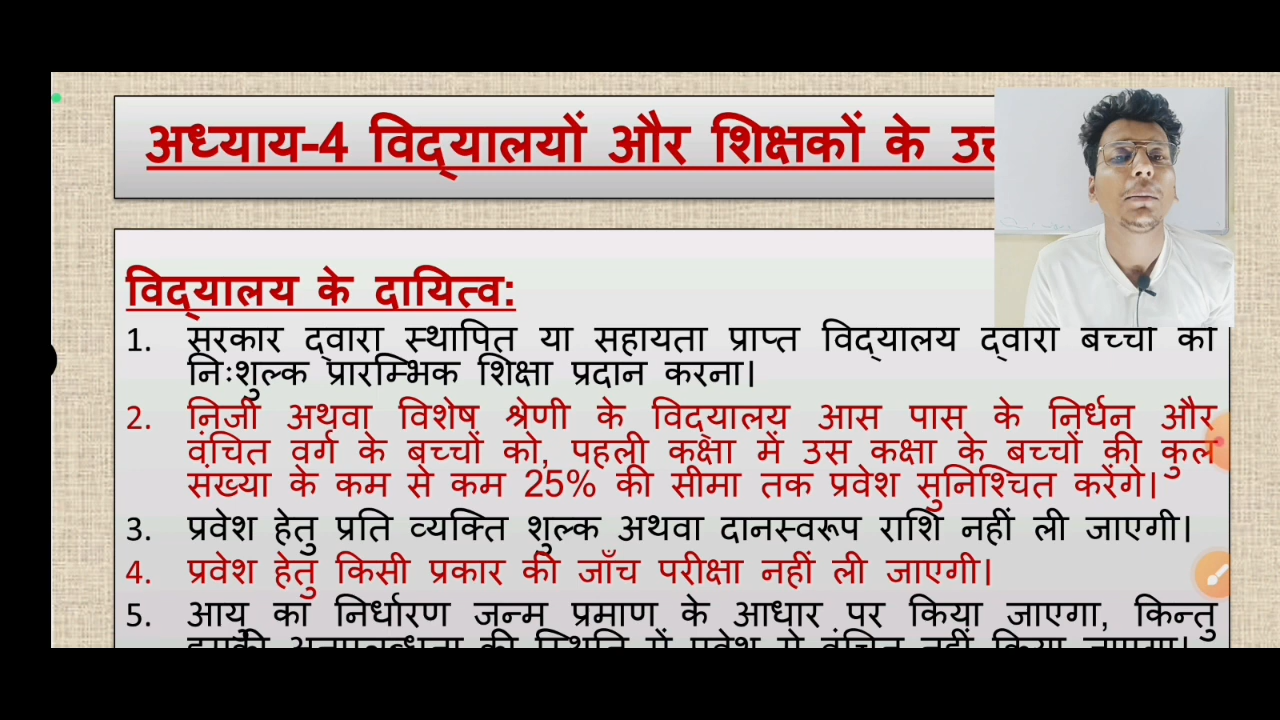 अध्याय-4 विद्यालयों और शिक्षकों के
विद्यालय के दायित्व:
1. सरकार द्वारा स्थापित या सहायता प्राप्त विद्यालय द्वारा बच्चों को
निःशुल्क प्रारम्भिक शिक्षा प्रदान करना।
2. निजी अथवा विशेष श्रेणी के विद्यालय आस पास के निर्धन और
वंचित वर्ग के बच्चों को, पहली कक्षा में उस कक्षा के बच्चों की कुल
संख्या के कम से कम 25% की सीमा तक प्रवेश सुनिश्चित करेंगे।
3. प्रवेश हेतु प्रति व्यक्ति शुल्क अथवा दानस्वरूप राशि नहीं ली जाएगी।
4. प्रवेश हेतु किसी प्रकार की जाँच परीक्षा नहीं ली जाएगी।
5. आयु का निर्धारण जन्म प्रमाण के आधार पर किया जाएगा, किन्तु